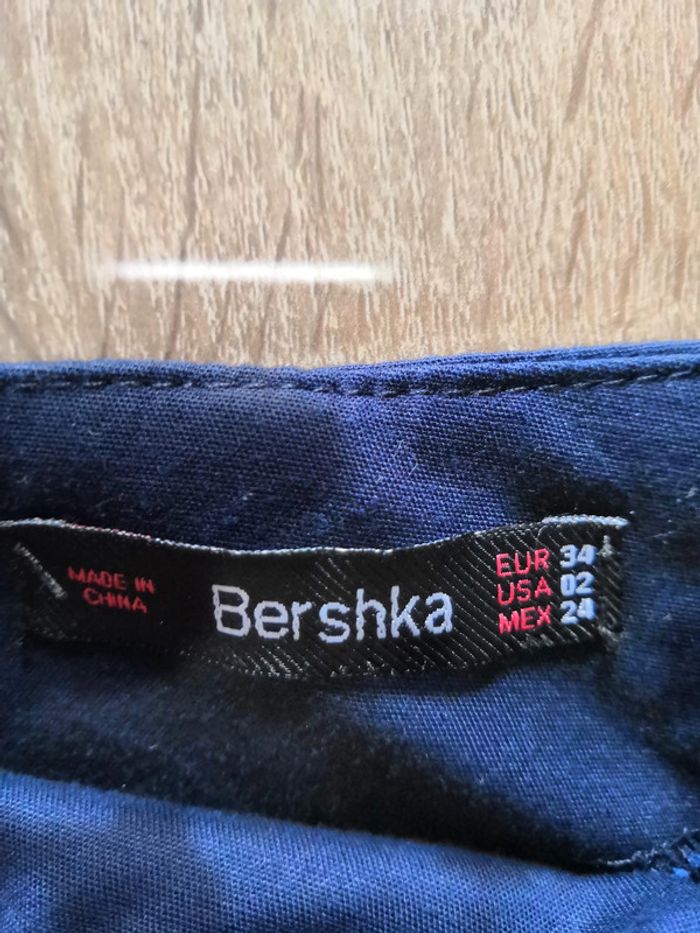 MADE IN
CHINA
Bershka
EUR 34
USA 02
MEX 24